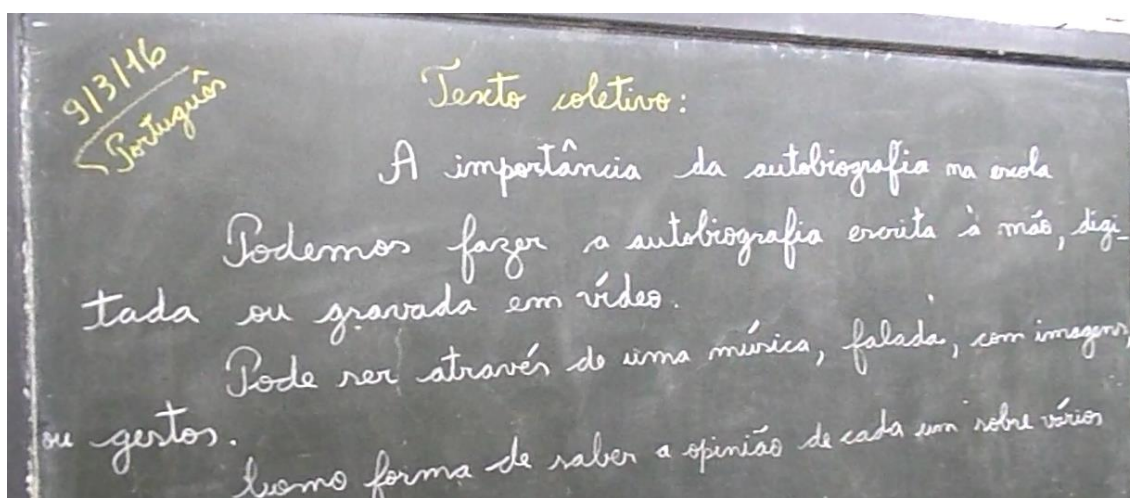 9/3/16
Português
Texto coletivo:
A importância da autobiografia na escola
Podemos fazer a autobiografia escrita à mão, digi-
tada ou gravada em vídeo.
Pode ser através de uma música, falada, com imagens,
ou gestos.
Como forma de saber a opinião de cada um sobre vários